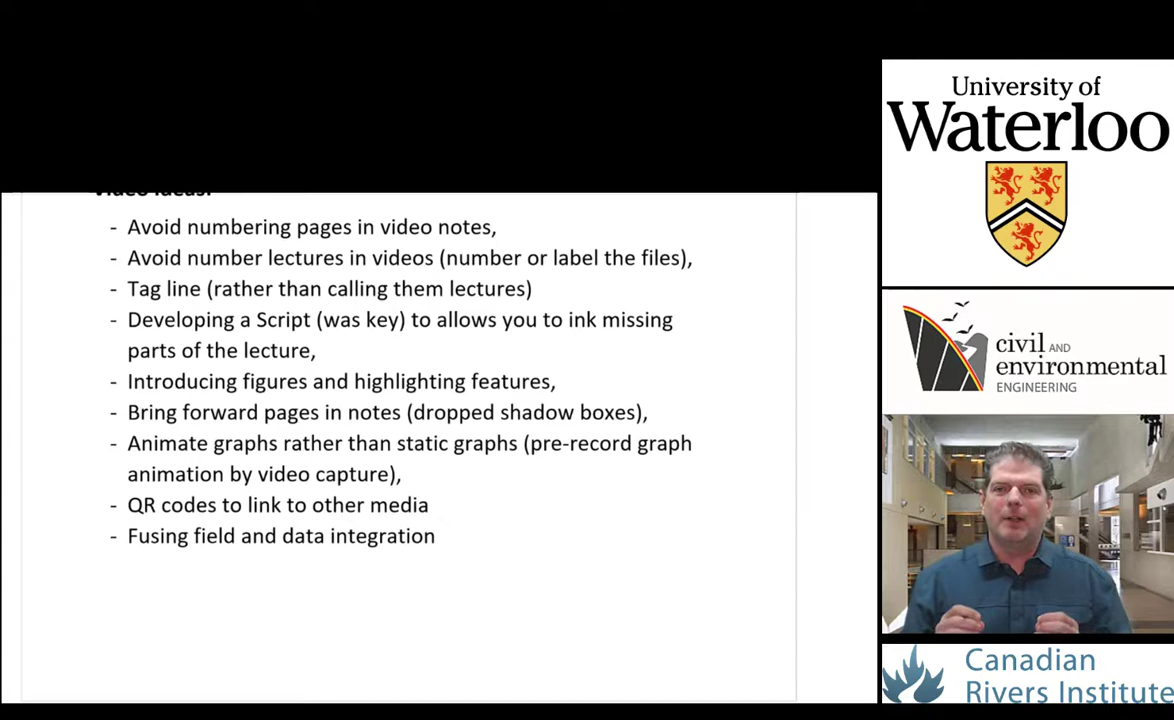 Video Ideas:
- Avoid numbering pages in video notes,
- Avoid number lectures in videos (number or label the files),
- Tag line (rather than calling them lectures)
- Developing a Script (was key) to allows you to ink missing
parts of the lecture,
- Introducing figures and highlighting features,
- Bring forward pages in notes (dropped shadow boxes),
- Animate graphs rather than static graphs (pre-record graph
animation by video capture),
- QR codes to link to other media
- Fusing field and data integration
University of
Waterloo
civil AND
environmental
ENGINEERING
Canadian
Rivers Institute